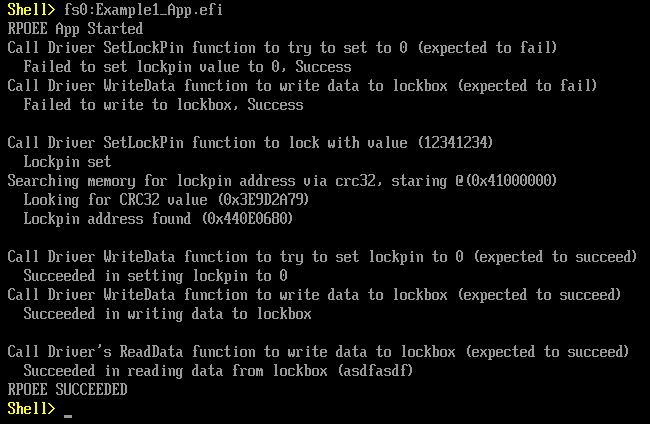 Shell> fs0:Example1_App.efi
RPOEE App Started
Call Driver SetLockPin function to try to set to 0 (expected to fail)
Failed to set lockpin value to 0, Success
Call Driver WriteData function to write data to lockbox (expected to fail)
Failed to write to lockbox, Success
Call Driver SetLockPin function to lock with value (12341234)
Lockpin set
Searching memory for lockpin address via crc32, staring @(0x41000000)
Looking for CRC32 value (0x3E9D2A79)
Lockpin address found (0x440E0680)
Call Driver WriteData function to try to set lockpin to 0 (expected to succeed)
Succeeded in setting lockpin to 0
Call Driver WriteData function to write data to lockbox (expected to succeed)
Succeeded in writing data to lockbox
Call Driver's ReadData function to write data to lockbox (expected to succeed)
Succeeded in reading data from lockbox (asdfasdf)
RPOEE SUCCEEDED
Shell> _